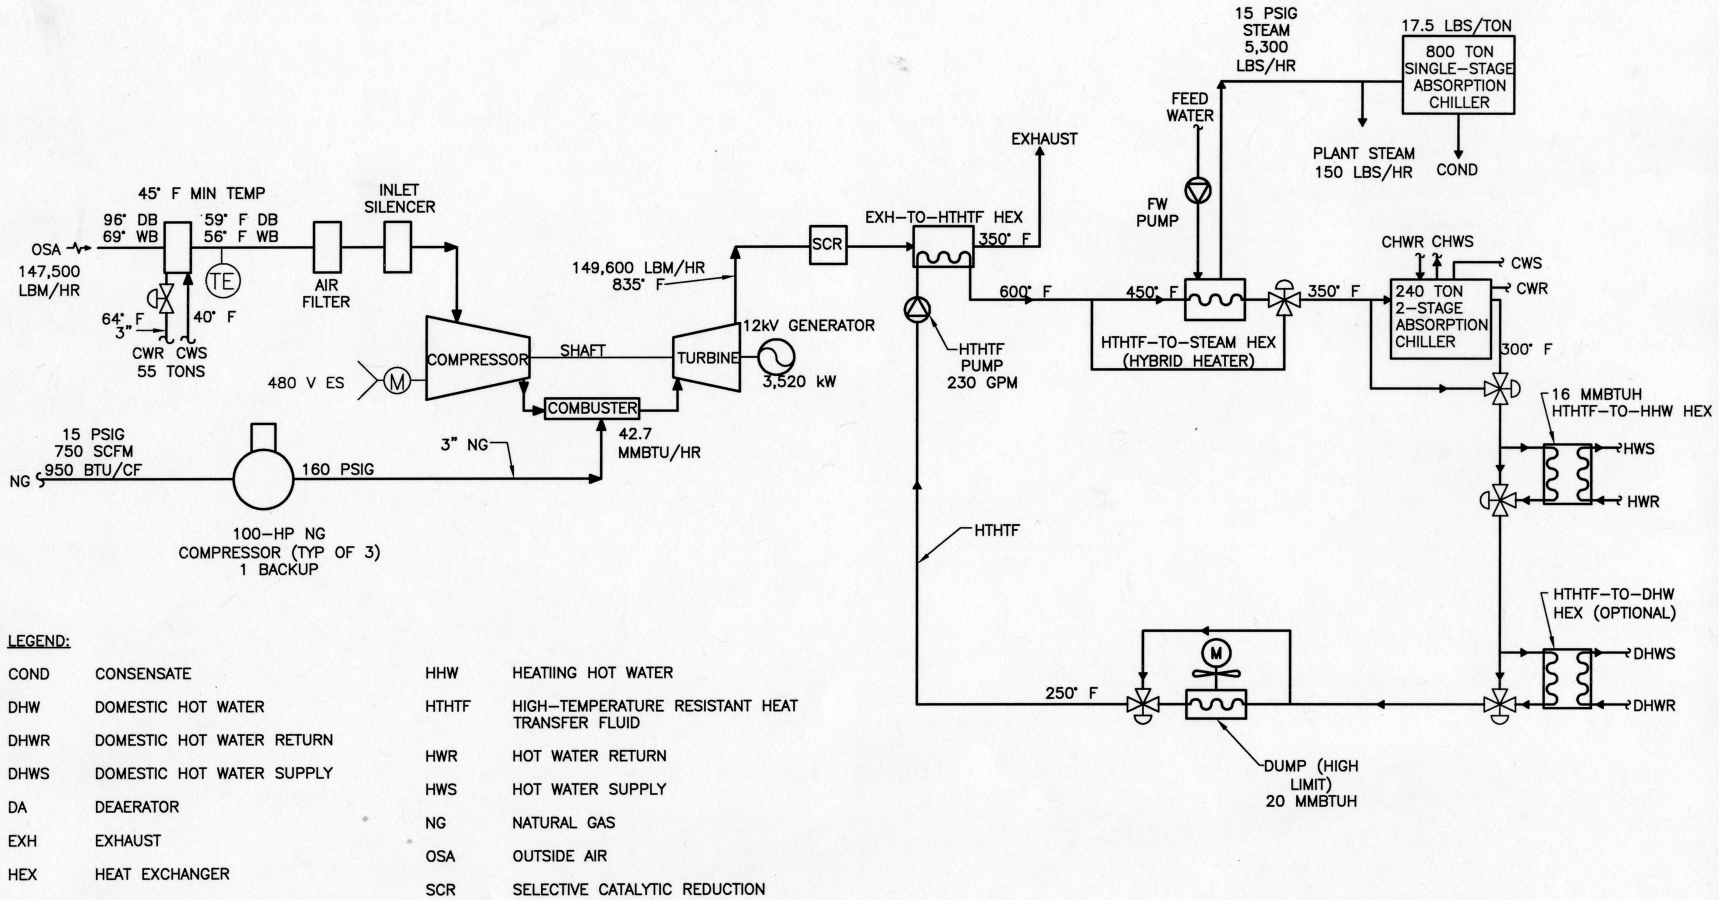 15 PSIG
STEAM
5,300
LBS/HR
17.5 LBS/TON
800 TON
SINGLE-STAGE
ABSORPTION
CHILLER
FEED
WATER
EXHAUST
PLANT STEAM
150 LBS/HR
COND
45° F MIN TEMP
INLET
SILENCER
96° DB
69° WB
59° F DB
56° F WB
OSA
147,500
LBM/HR
TE
AIR
FILTER
64° F
3"
40° F
CWR CWS
55 TONS
EXH-TO-HTHTF HEX
350° F
SCR
149,600 LBM/HR
835° F
FW
PUMP
600° F
450° F
350° F
HTHTF-TO-STEAM HEX
(HYBRID HEATER)
CHWR CHWS
CWS
CWR
240 TON
2-STAGE
ABSORPTION
CHILLER
300° F
HTHTF
PUMP
230 GPM
COMPRESSOR
SHAFT
TURBINE
12kV GENERATOR
3,520 kW
480 V ES
M
COMBUSTER
42.7
MMBTU/HR
3" NG
15 PSIG
750 SCFM
950 BTU/CF
NG
160 PSIG
100-HP NG
COMPRESSOR (TYP OF 3)
1 BACKUP
16 MMBTUH
HTHTF-TO-HHW HEX
HWS
HWR
HTHTF
HTHTF-TO-DHW
HEX (OPTIONAL)
DHWS
DHWR
M
250° F
DUMP (HIGH
LIMIT)
20 MMBTUH
LEGEND:
COND CONSENSATE
DHW DOMESTIC HOT WATER
DHWR DOMESTIC HOT WATER RETURN
DHWS DOMESTIC HOT WATER SUPPLY
DA DEAERATOR
EXH EXHAUST
HEX HEAT EXCHANGER
HHW HEATIING HOT WATER
HTHTF HIGH-TEMPERATURE RESISTANT HEAT
TRANSFER FLUID
HWR HOT WATER RETURN
HWS HOT WATER SUPPLY
NG NATURAL GAS
OSA OUTSIDE AIR
SCR SELECTIVE CATALYTIC REDUCTION